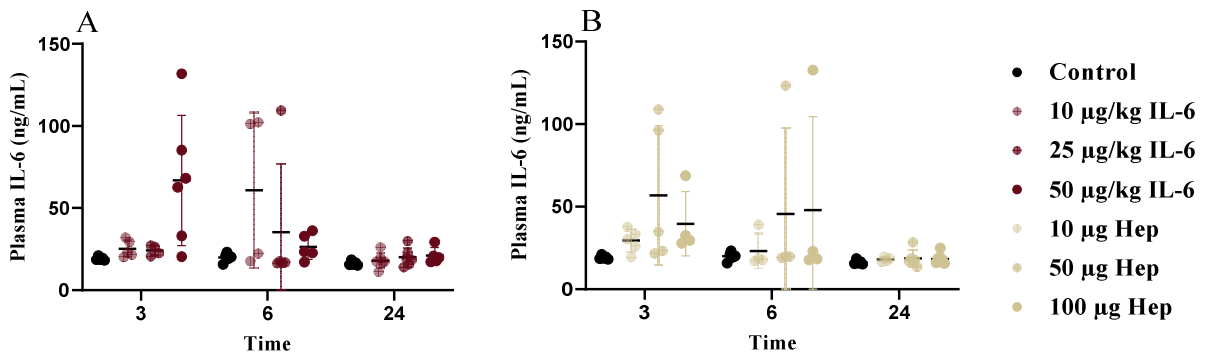 A
Plasma IL-6 (ng/mL)
150
100
50
0
3
6
24
Time
B
Plasma IL-6 (ng/mL)
150
100
50
0
3
6
24
Time
Control
10 μg/kg IL-6
25 μg/kg IL-6
50 μg/kg IL-6
10 μg Hep
50 μg Hep
100 μg Hep